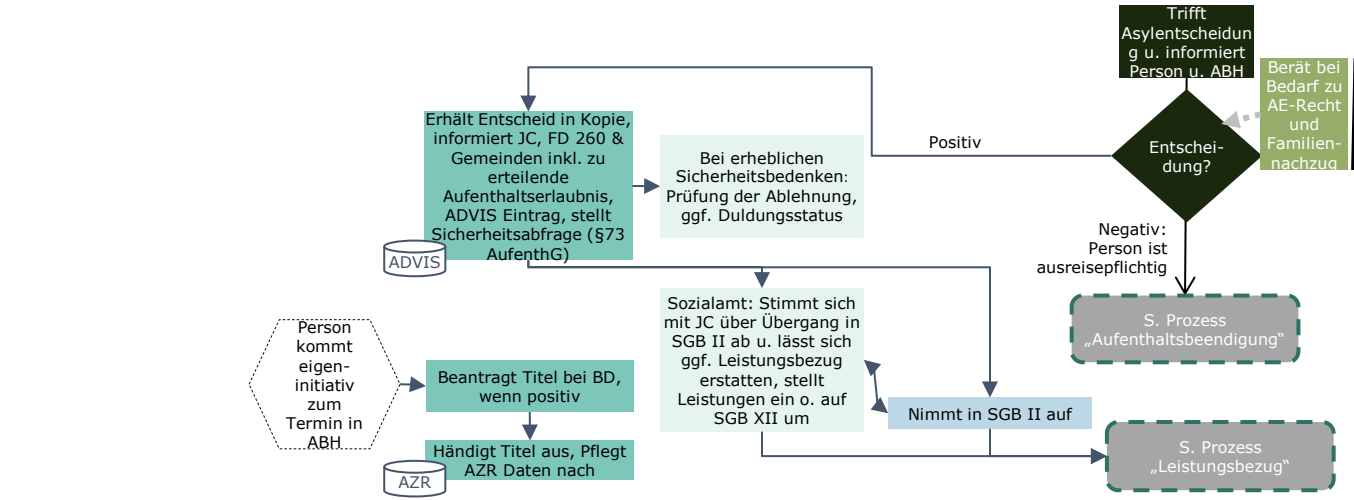 Trifft
Asylentscheidun
g u. informiert
Person u. ABH
Berät bei
Bedarf zu
AE-Recht
und
Familien-
nachzug
Entschei-
dung?
Positiv
Erhält Entscheid in Kopie,
informiert JC, FD 260 &
Gemeinden inkl. zu
erteilende
Aufenthaltserlaubnis,
ADVIS Eintrag, stellt
Sicherheitsabfrage (§73
AufenthG)
ADVIS
Bei erheblichen
Sicherheitsbedenken:
Prüfung der Ablehnung,
ggf. Duldungsstatus
Negativ:
Person ist
ausreisepflichtig
S. Prozess
„Aufenthaltsbeendigung“
Sozialamt: Stimmt sich
mit JC über Übergang in
SGB II ab u. lässt sich
ggf. Leistungsbezug
erstatten, stellt
Leistungen ein o. auf
SGB XII um
Person
kommt
eigen-
initiativ
zum
Termin in
ABH
Beantragt Titel bei BD,
wenn positiv
Nimmt in SGB II auf
Händigt Titel aus, Pflegt
AZR Daten nach
AZR
S. Prozess
„Leistungsbezug“